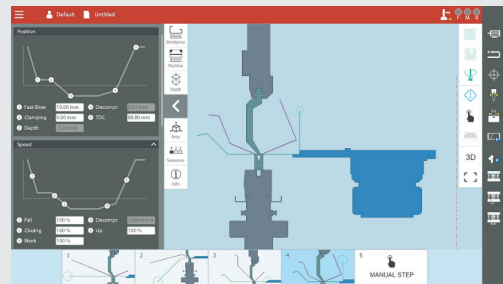 Default Untitled
F M R
Position
Fast-Slow 13.00 mm Decompr.
Clamping 0.00 mm TDC 88.80 mm
Depth
Speed
Fall 100 % Decompr.
Closing 100 % Up 100 %
Work 100 %
Workpiece
Machine
Depth
Axes
Sequence
Info
3D
1 2 3 4 5
MANUAL STEP